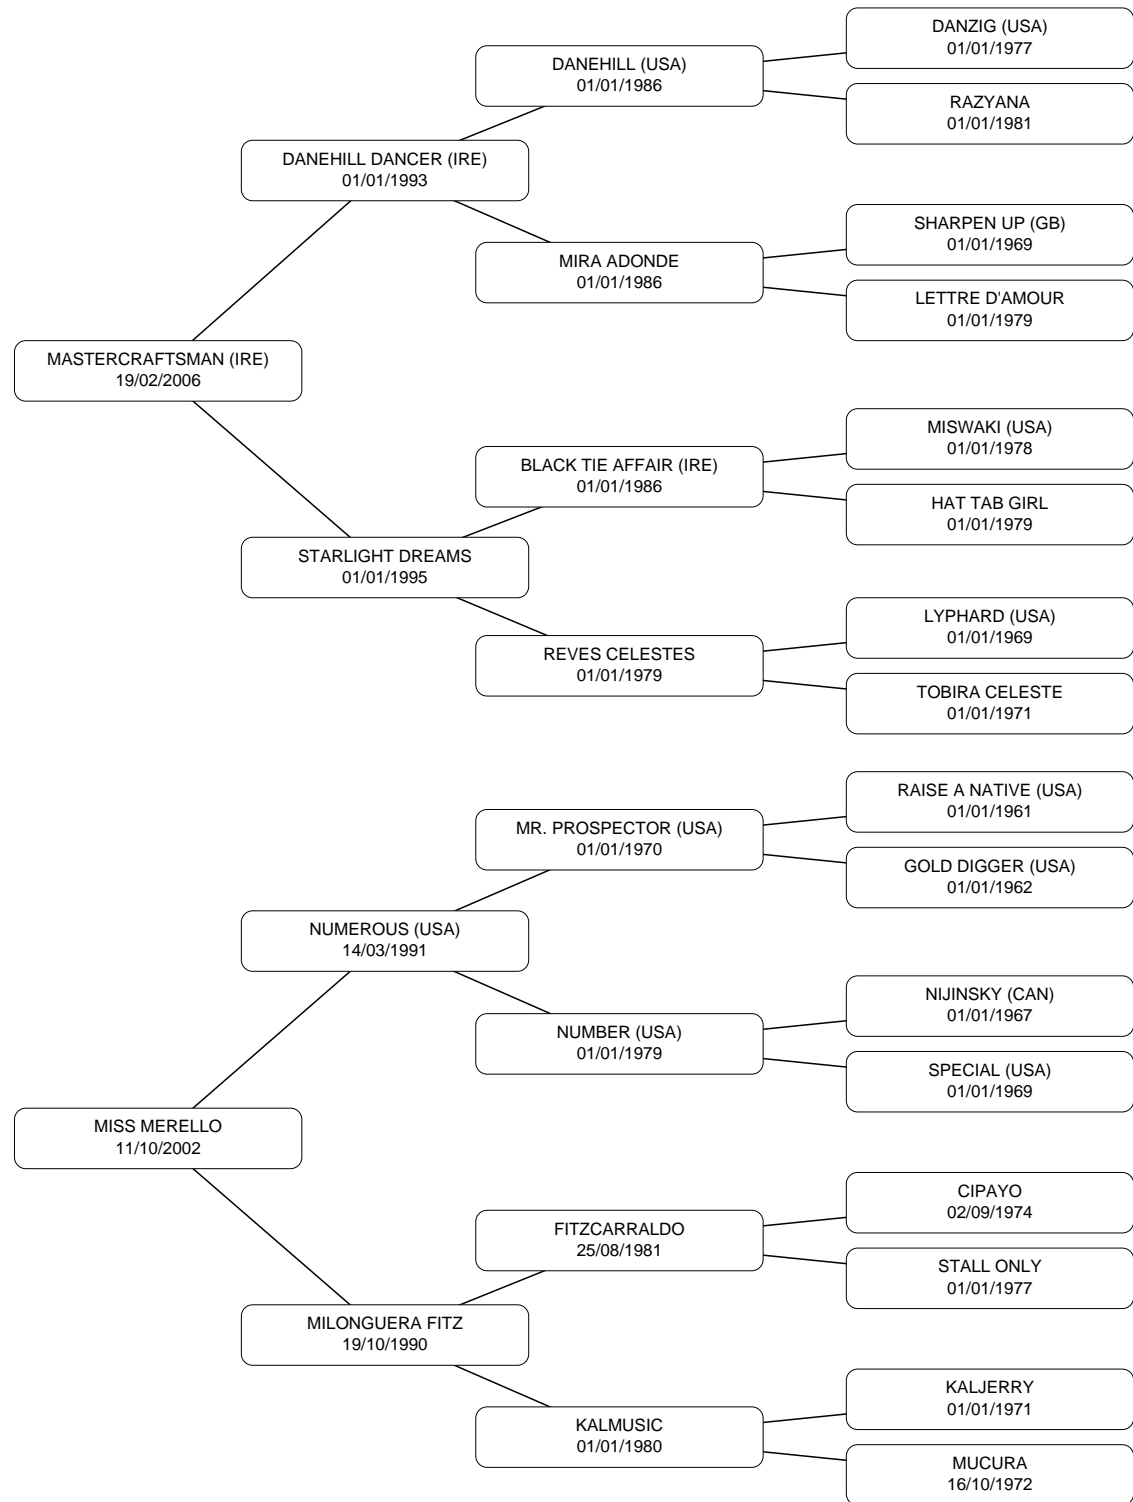 DANZIG (USA)
01/01/1977
DANEHILL (USA)
01/01/1986
RAZYANA
01/01/1981
DANEHILL DANCER (IRE)
01/01/1993
SHARPEN UP (GB)
01/01/1969
MIRA ADONDE
01/01/1986
LETTRE D'AMOUR
01/01/1979
MASTERCRAFTSMAN (IRE)
19/02/2006
MISWAKI (USA)
01/01/1978
BLACK TIE AFFAIR (IRE)
01/01/1986
HAT TAB GIRL
01/01/1979
STARLIGHT DREAMS
01/01/1995
LYPHARD (USA)
01/01/1969
REVES CELESTES
01/01/1979
TOBIRA CELESTE
01/01/1971
RAISE A NATIVE (USA)
01/01/1961
MR. PROSPECTOR (USA)
01/01/1970
GOLD DIGGER (USA)
01/01/1962
NUMEROUS (USA)
14/03/1991
NIJINSKY (CAN)
01/01/1967
NUMBER (USA)
01/01/1979
SPECIAL (USA)
01/01/1969
MISS MERELLO
11/10/2002
CIPAYO
02/09/1974
FITZCARRALDO
25/08/1981
STALL ONLY
01/01/1977
MILONGUERA FITZ
19/10/1990
KALJERRY
01/01/1971
KALMUSIC
01/01/1980
MUCURA
16/10/1972